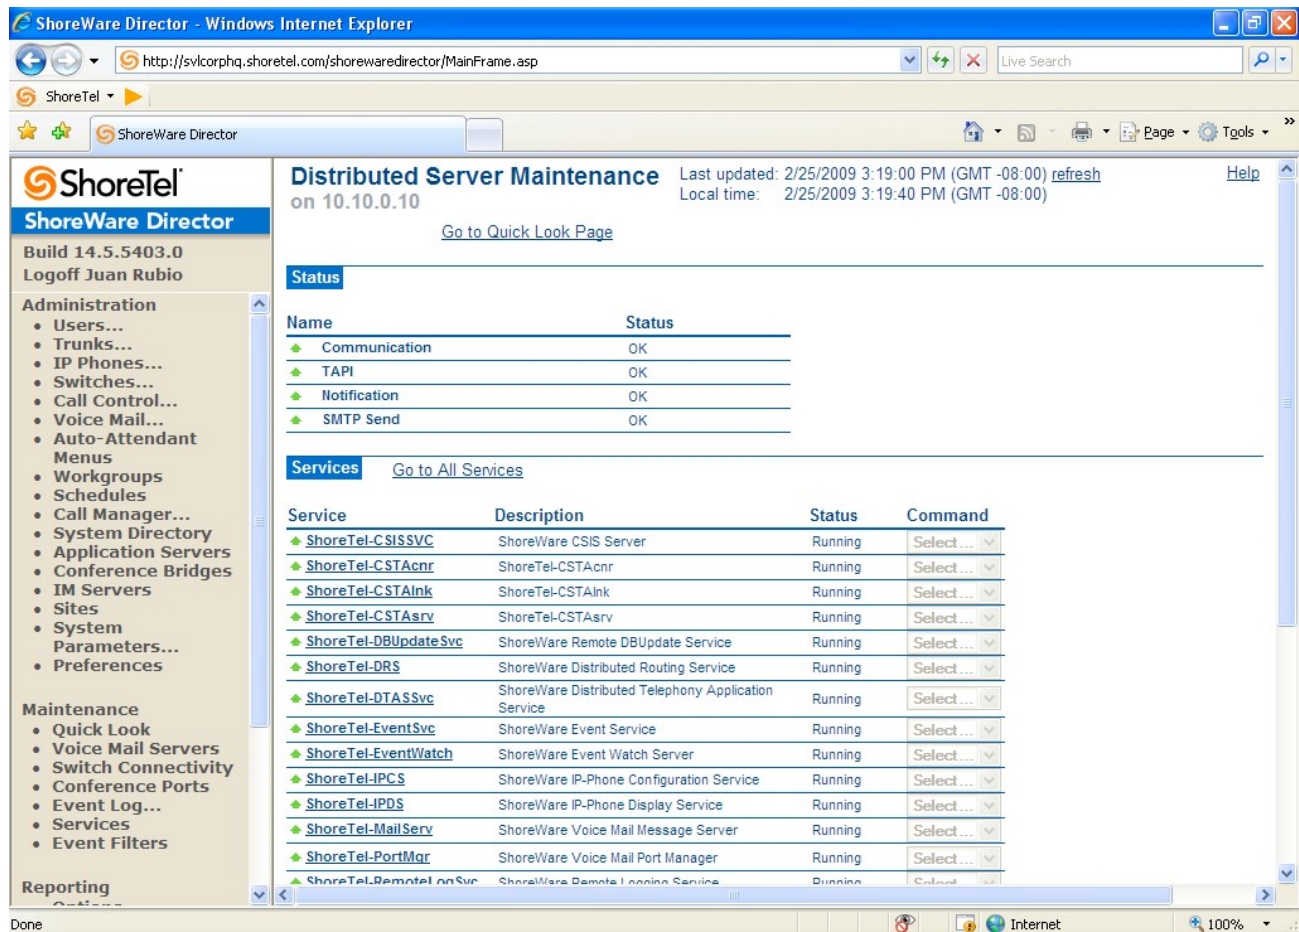 ShoreWare Director - Windows Internet Explorer
http://svlcorphq.shoretel.com/shorewaredirector/MainFrame.asp
Live Search
ShoreTel
ShoreWare Director
Page
Tools
ShoreTel
ShoreWare Director
Build 14.5.5403.0
Logoff Juan Rubio
Administration
Users...
Trunks...
IP Phones...
Switches...
Call Control...
Voice Mail...
Auto-Attendant
Menus
Workgroups
Schedules
Call Manager...
System Directory
Application Servers
Conference Bridges
IM Servers
Sites
System
Parameters...
Preferences
Maintenance
Quick Look
Voice Mail Servers
Switch Connectivity
Conference Ports
Event Log...
Services
Event Filters
Reporting
Options
Distributed Server Maintenance
on 10.10.0.10
Last updated: 2/25/2009 3:19:00 PM (GMT -08:00) refresh
Local time: 2/25/2009 3:19:40 PM (GMT -08:00)
Help
Go to Quick Look Page
Status
Name Status
Communication OK
TAPI OK
Notification OK
SMTP Send OK
Services Go to All Services
Service Description Status Command
ShoreTel-CSISSVC ShoreWare CSIS Server Running Select...
ShoreTel-CSTAcnr ShoreTel-CSTAcnr Running Select...
ShoreTel-CSTAlnk ShoreTel-CSTAlnk Running Select...
ShoreTel-CSTAsrv ShoreTel-CSTAsrv Running Select...
ShoreTel-DBUpdateSvc ShoreWare Remote DBUpdate Service Running Select...
ShoreTel-DRS ShoreWare Distributed Routing Service Running Select...
ShoreTel-DTASSvc ShoreWare Distributed Telephony Application Service Running Select...
ShoreTel-EventSvc ShoreWare Event Service Running Select...
ShoreTel-EventWatch ShoreWare Event Watch Server Running Select...
ShoreTel-IPCS ShoreWare IP-Phone Configuration Service Running Select...
ShoreTel-IPDS ShoreWare IP-Phone Display Service Running Select...
ShoreTel-MailServ ShoreWare Voice Mail Message Server Running Select...
ShoreTel-PortMgr ShoreWare Voice Mail Port Manager Running Select...
ShoreTel-RemoteLogSvc ShoreWare Remote Logging Service Running Select...
Done
Internet
100%